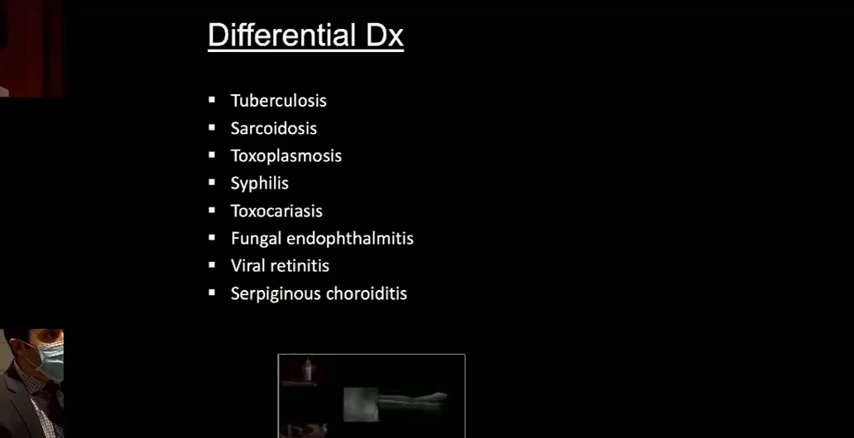 Differential Dx
▪ Tuberculosis
▪ Sarcoidosis
▪ Toxoplasmosis
▪ Syphilis
▪ Toxocariasis
▪ Fungal endophthalmitis
▪ Viral retinitis
▪ Serpiginous choroiditis